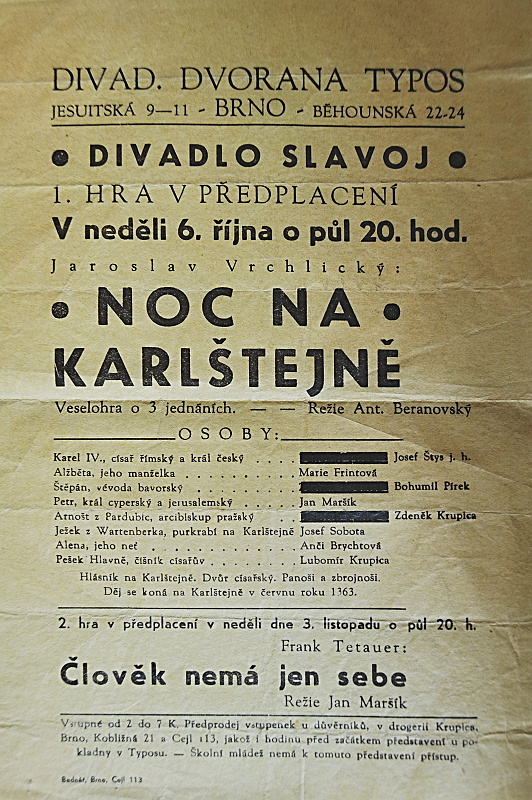 DIVAD. DVORANA TYPOS
JESUITSKÁ 9—11 - BRNO - BĚHOUNSKÁ 22-24
● DIVADLO SLAVOJ ●
1. HRA V PŘEDPLACENÍ
V neděli 6. října o půl 20. hod.
Jaroslav Vrchlický:
• NOC NA •
KARLŠTEJNĚ
Veselohra o 3 jednáních. — — Režie Ant. Beranovský
OSOBY:
Karel IV., císař římský a král český . . . . Josef Štys j. h.
Alžběta, jeho manželka . . . . . . . . . Marie Frintová
Štěpán, vévoda bavorský . . . . . . . . Bohumil Pírek
Petr, král cyperský a jerusalemský . . . . Jan Maršík
Arnošt z Pardubic, arcibiskup pražský . . . Zdeněk Krupica
Ježek z Wartenberka, purkrabí na Karlštejně Josef Sobota
Alena, jeho neť . . . . . . . . . . . Anči Brychtová
Pešek Hlavně, číšník císařův . . . . . . Lubomír Krupica
Hlásník na Karlštejně. Dvůr císařský. Panoši a zbrojnoši.
Děj se koná na Karlštejně v červnu roku 1363.
2. hra v předplacení v neděli dne 3. listopadu o půl 20. h.
Frank Tetauer:
Člověk nemá jen sebe
Režie Jan Maršík
Vstupné od 2 do 7 K. Předprodej vstupenek u důvěrníků, v drogerii Krupica,
Brno, Kobližná 21 a Cejl 113, jakož i hodinu před začátkem představení u po-
kladny v Typosu. — Školní mládež nemá k tomuto představení přístup.
Bednář, Brno, Cejl 113